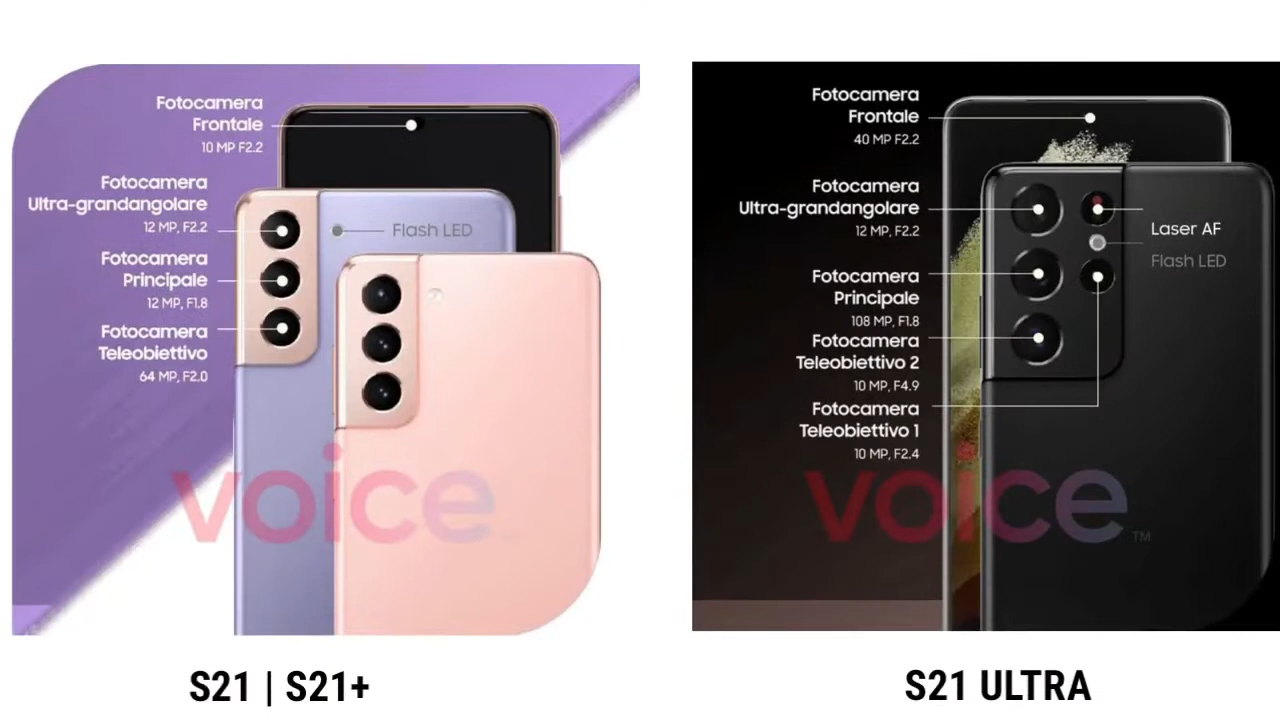 Fotocamera
Frontale
10 MP F2.2
Fotocamera
Ultra-grandangolare
12 MP, F2.2
Fotocamera
Principale
12 MP, F1.8
Fotocamera
Teleobiettivo
64 MP, F2.0
Flash LED
voice
S21 | S21+
Fotocamera
Frontale
40 MP F2.2
Fotocamera
Ultra-grandangolare
12 MP, F2.2
Fotocamera
Principale
108 MP, F1.8
Fotocamera
Teleobiettivo 2
10 MP, F4.9
Fotocamera
Teleobiettivo 1
10 MP, F2.4
Laser AF
Flash LED
voice™
S21 ULTRA